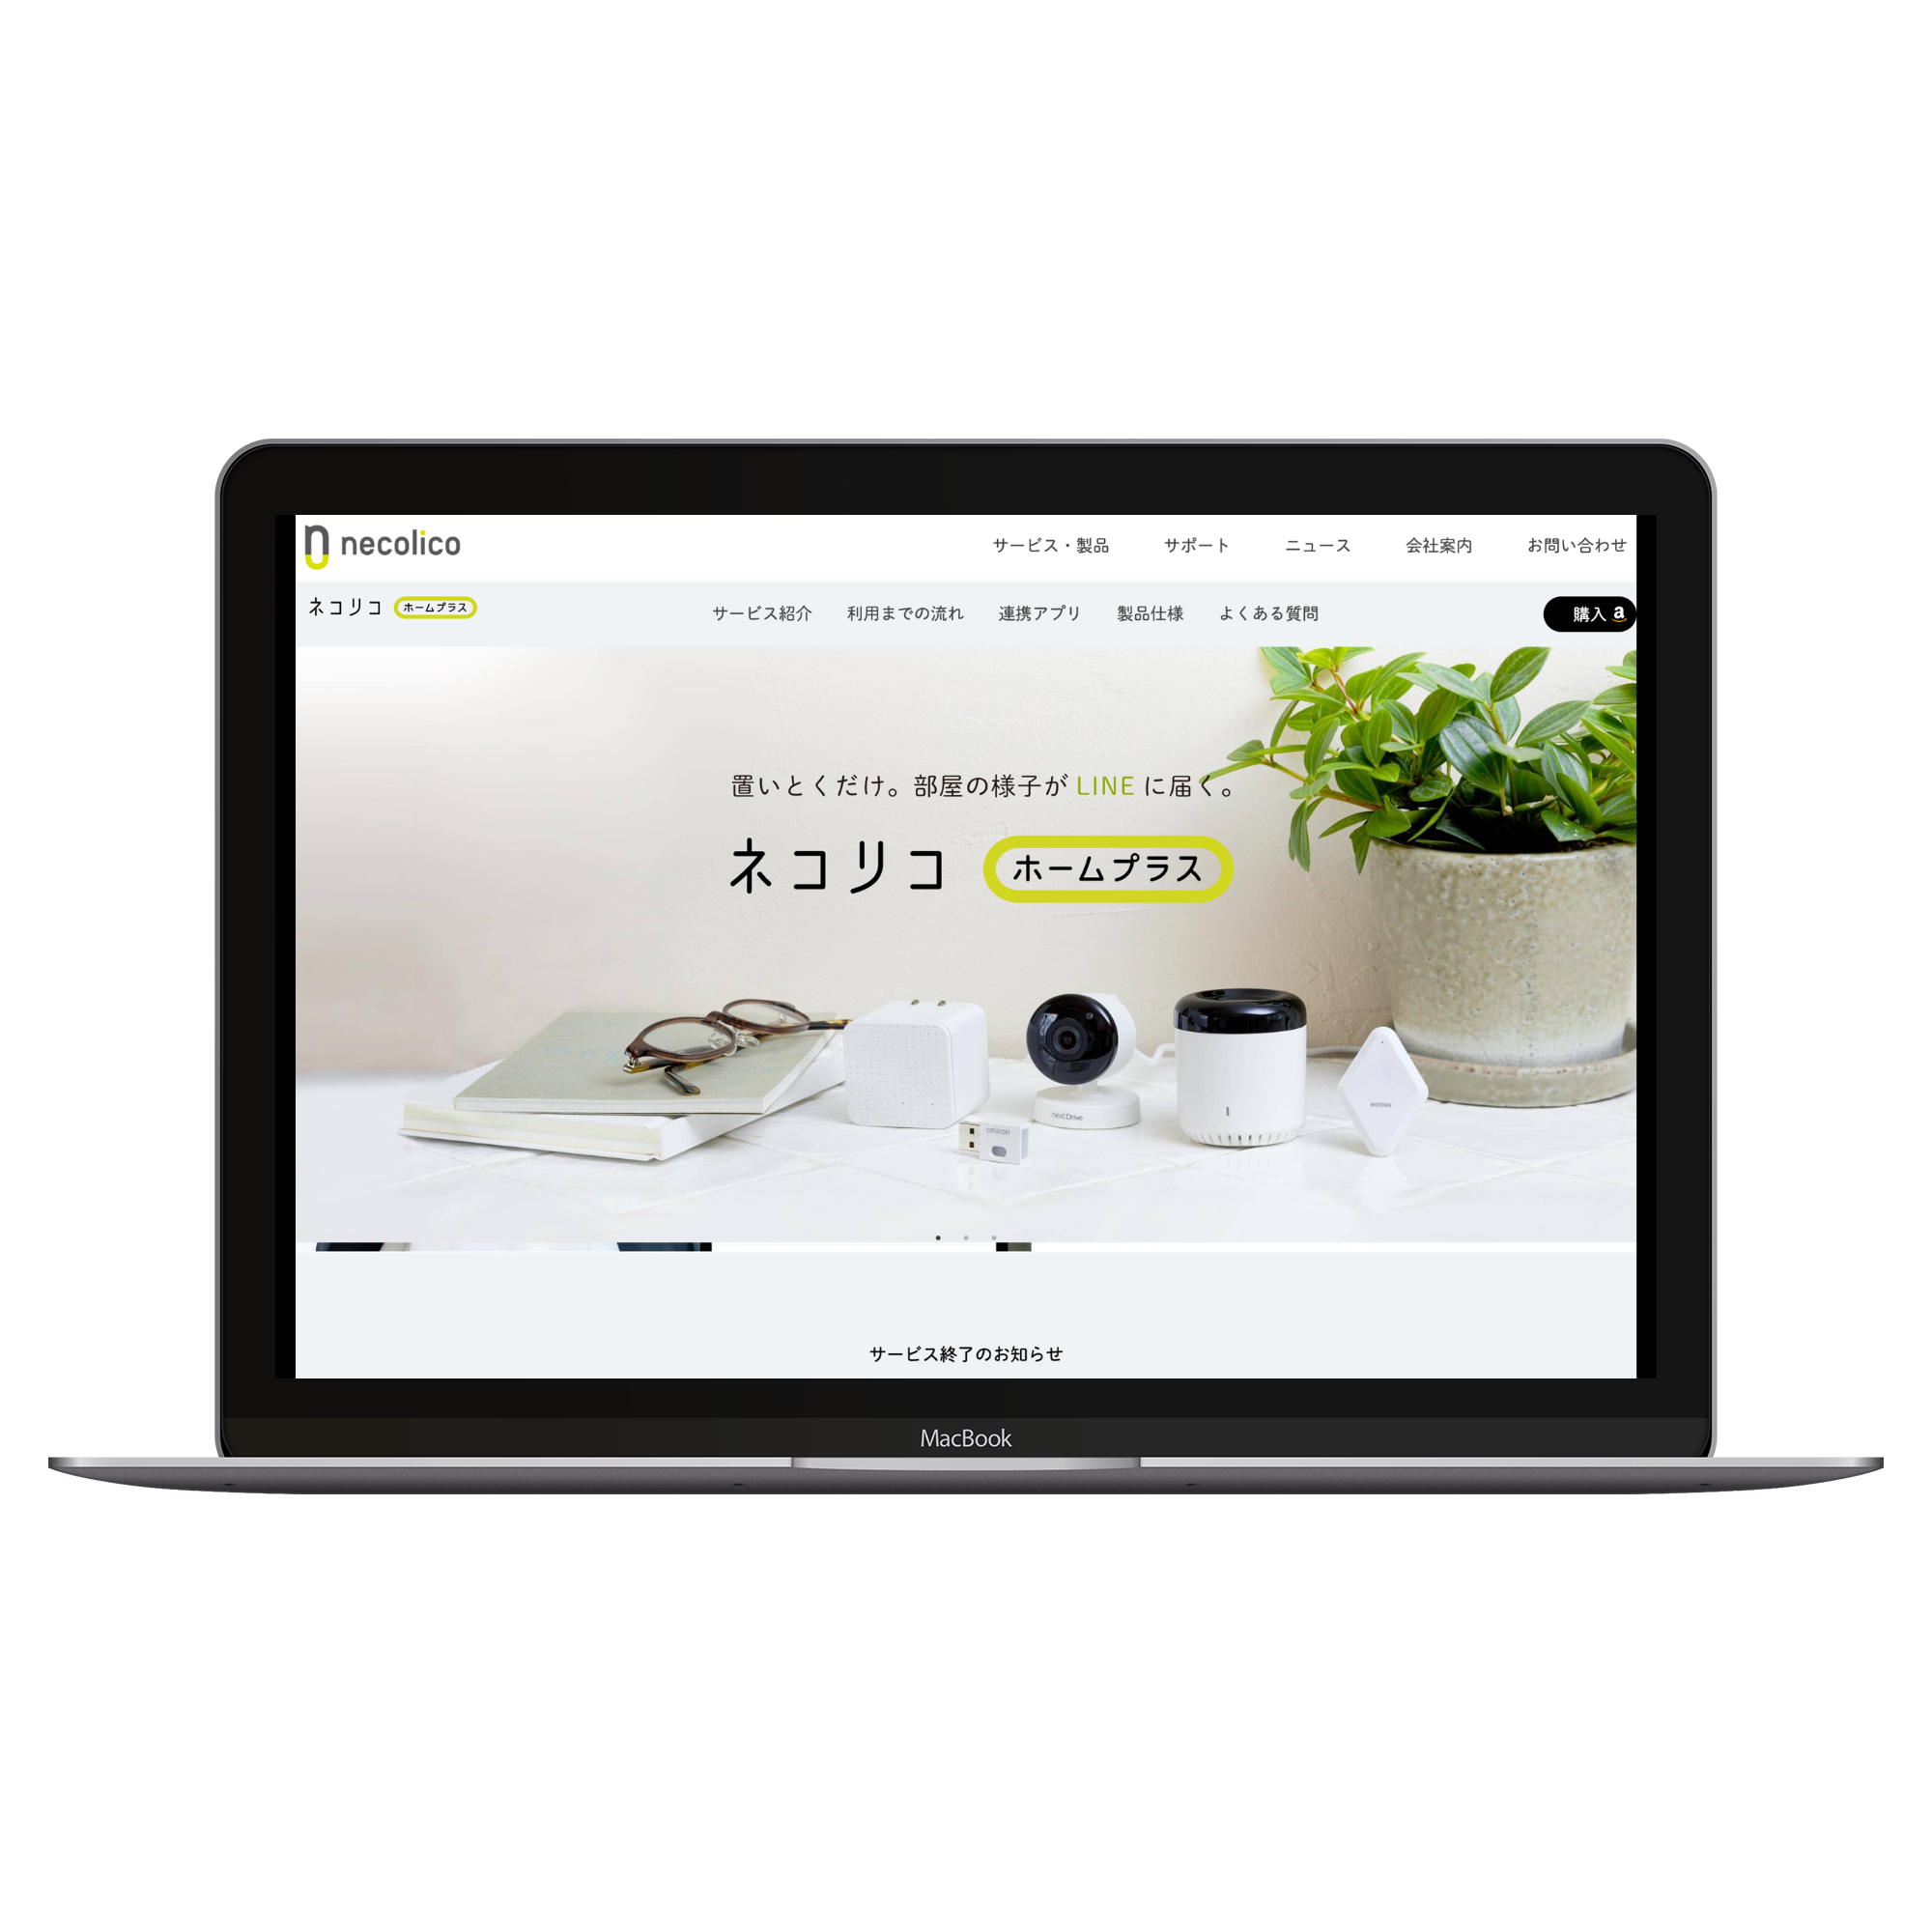 necolico
サービス・製品 サポート ニュース 会社案内 お問い合わせ
ネコリコ ホームプラス
サービス紹介 利用までの流れ 連携アプリ 製品仕様 よくある質問
購入
置いとくだけ。部屋の様子が LINE に届く。
ネコリコ ホームプラス
nextDrive
OMRON
MOTION
サービス終了のお知らせ
MacBook